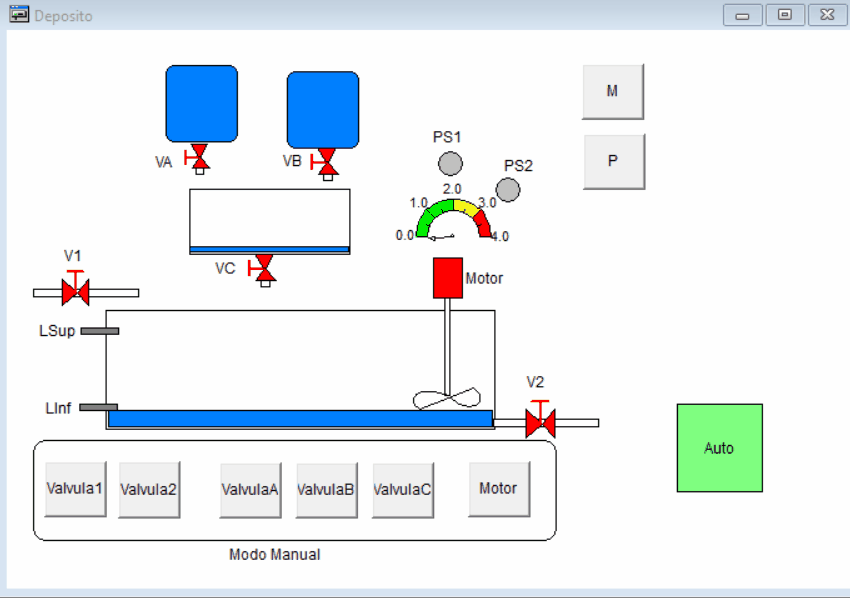 Deposito
M
PS1
VA
VB
P
PS2
2.0
1.0
3.0
0.0
4.0
V1
VC
Motor
LSup
V2
LInf
Auto
Valvula1
Valvula2
ValvulaA
ValvulaB
ValvulaC
Motor
Modo Manual